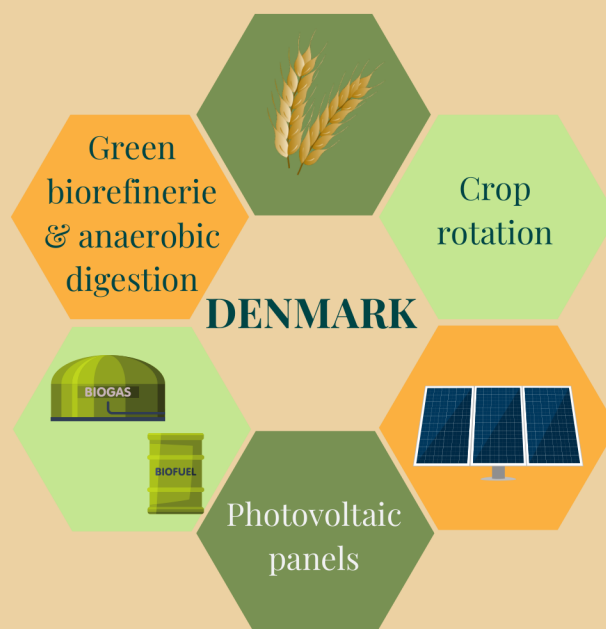 Green
biorefinerie
& anaerobic
digestion
Crop
rotation
DENMARK
BIOGAS
BIOFUEL
Photovoltaic
panels